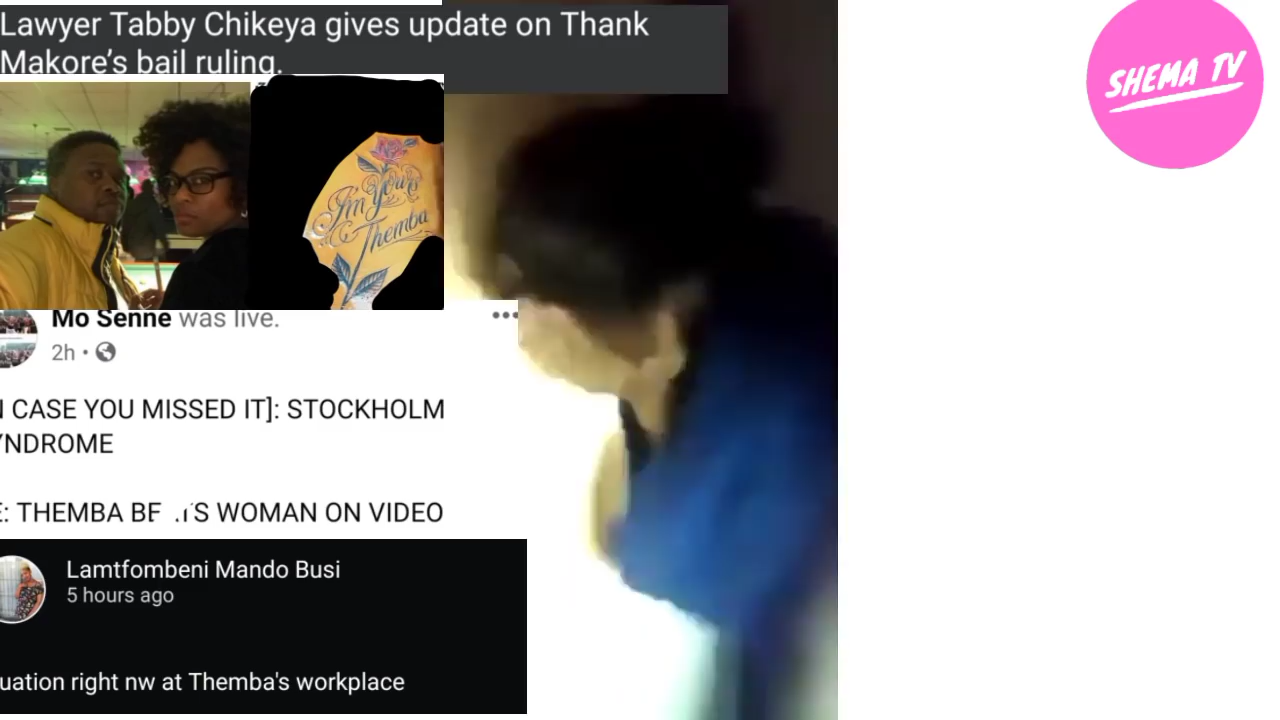 Lawyer Tabby Chikeya gives update on Thank
Makore's bail ruling.
SHEMA TV
I'm Yours
Themba
Mo Senne was live.
2h
CASE YOU MISSED IT]: STOCKHOLM
YNDROME
: THEMBA WOMAN ON VIDEO
Lamtfombeni Mando Busi
5 hours ago
uation right nw at Themba's workplace